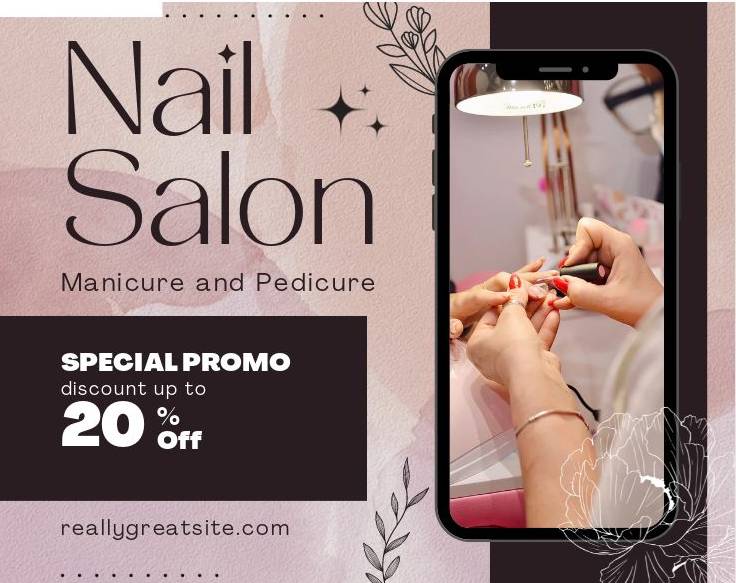 Nail
Salon
Manicure and Pedicure
SPECIAL PROMO
discount up to
20 %
Off
reallygreatsite.com